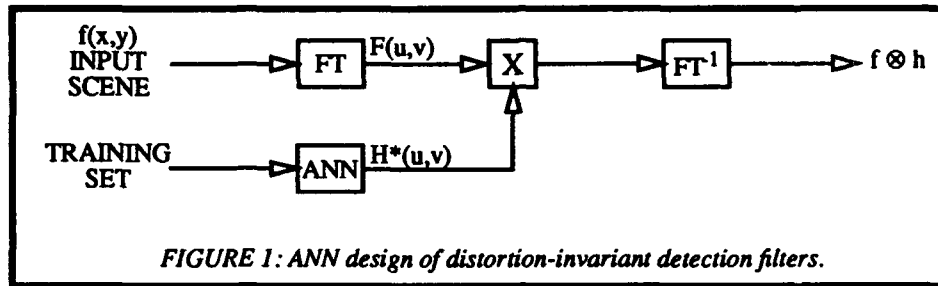 f(x,y)
INPUT
SCENE
FT
F(u,v)
X
FT-1
f ⊗ h
TRAINING
SET
ANN
H*(u,v)
FIGURE 1: ANN design of distortion-invariant detection filters.